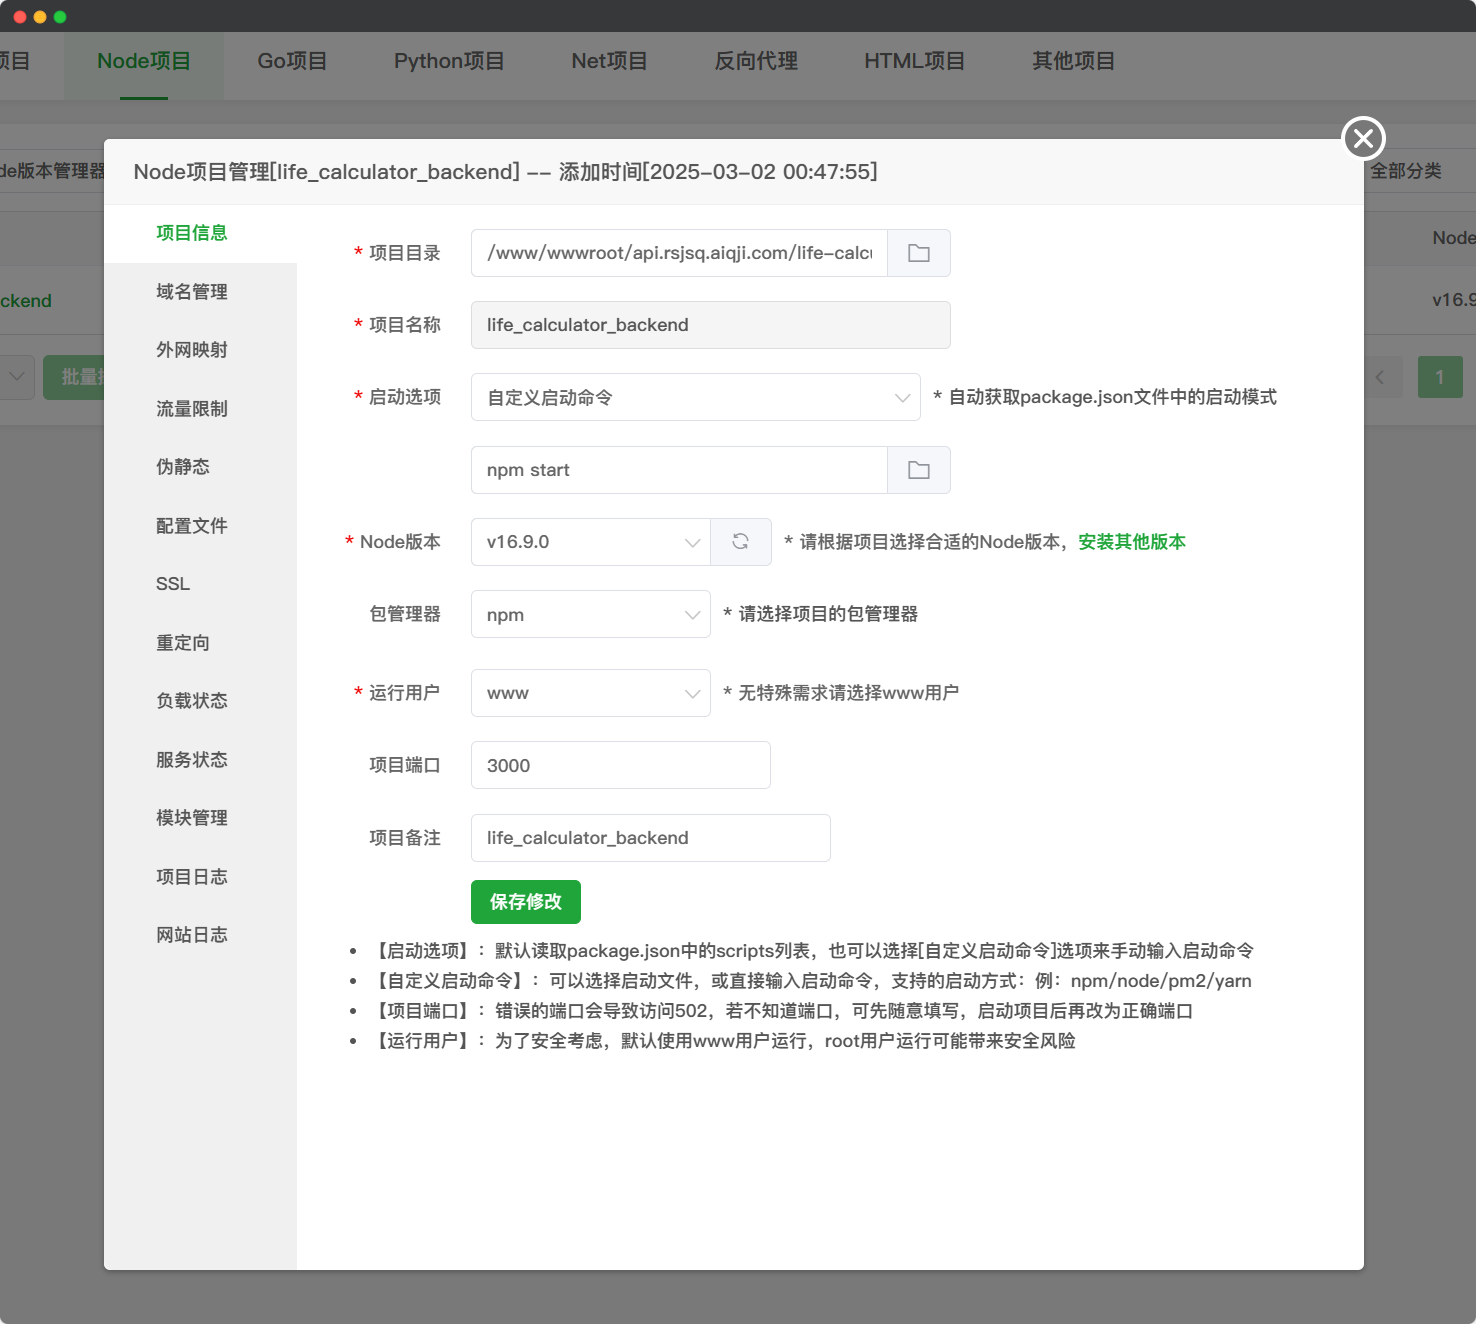 项目
Node项目
Go项目
Python项目
Net项目
反向代理
HTML项目
其他项目
de版本管理器
全部分类
Node
ckend
v16.9
批量
1
Node项目管理[life_calculator_backend] -- 添加时间[2025-03-02 00:47:55]
项目信息
域名管理
外网映射
流量限制
伪静态
配置文件
SSL
重定向
负载状态
服务状态
模块管理
项目日志
网站日志
* 项目目录
/www/wwwroot/api.rsjsq.aiqji.com/life-calcu
* 项目名称
life_calculator_backend
* 启动选项
自定义启动命令
* 自动获取package.json文件中的启动模式
npm start
* Node版本
v16.9.0
* 请根据项目选择合适的Node版本，安装其他版本
包管理器
npm
* 请选择项目的包管理器
* 运行用户
www
* 无特殊需求请选择www用户
项目端口
3000
项目备注
life_calculator_backend
保存修改
• 【启动选项】：默认读取package.json中的scripts列表，也可以选择[自定义启动命令]选项来手动输入启动命令
• 【自定义启动命令】：可以选择启动文件，或直接输入启动命令，支持的启动方式：例：npm/node/pm2/yarn
• 【项目端口】：错误的端口会导致访问502，若不知道端口，可先随意填写，启动项目后再改为正确端口
• 【运行用户】：为了安全考虑，默认使用www用户运行，root用户运行可能带来安全风险